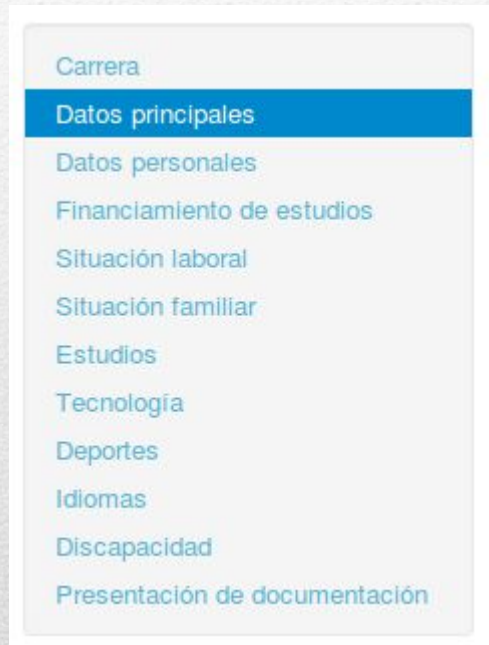 Carrera
Datos principales
Datos personales
Financiamiento de estudios
Situación laboral
Situación familiar
Estudios
Tecnología
Deportes
Idiomas
Discapacidad
Presentación de documentación